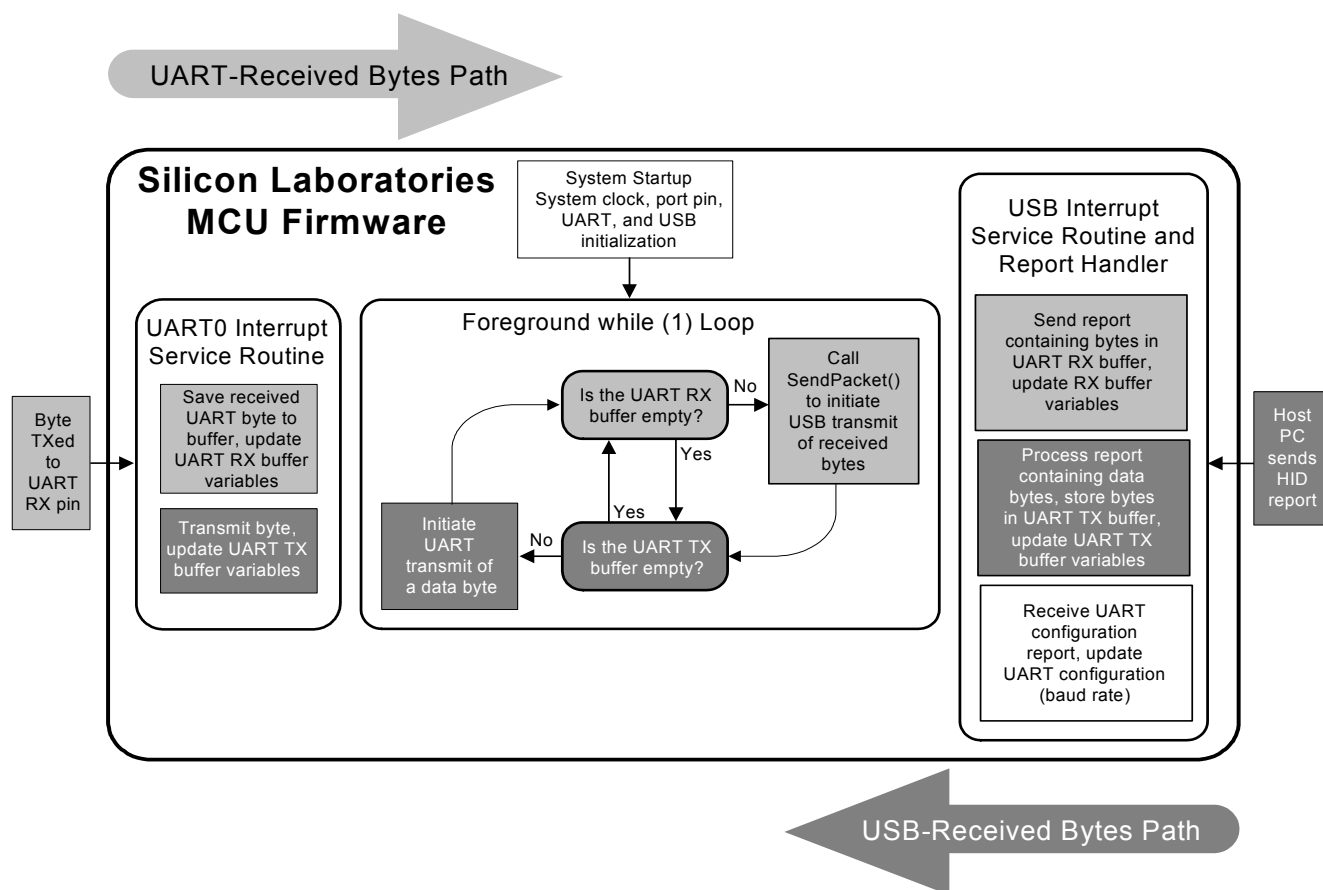 UART-Received Bytes Path
Silicon Laboratories
MCU Firmware
System Startup
System clock, port pin,
UART, and USB
initialization
USB Interrupt
Service Routine and
Report Handler
UART0 Interrupt
Service Routine
Foreground while (1) Loop
Byte
TXed
to
UART
RX pin
Save received
UART byte to
buffer, update
UART RX buffer
variables
Transmit byte,
update UART TX
buffer variables
Is the UART RX
buffer empty?
No
Call
SendPacket()
to initiate
USB transmit
of received
bytes
Yes
Yes
Initiate
UART
transmit of
a data byte
No
Is the UART TX
buffer empty?
Send report
containing bytes in
UART RX buffer,
update RX buffer
variables
Process report
containing data
bytes, store bytes
in UART TX buffer,
update UART TX
buffer variables
Receive UART
configuration
report, update
UART configuration
(baud rate)
Host
PC
sends
HID
report
USB-Received Bytes Path